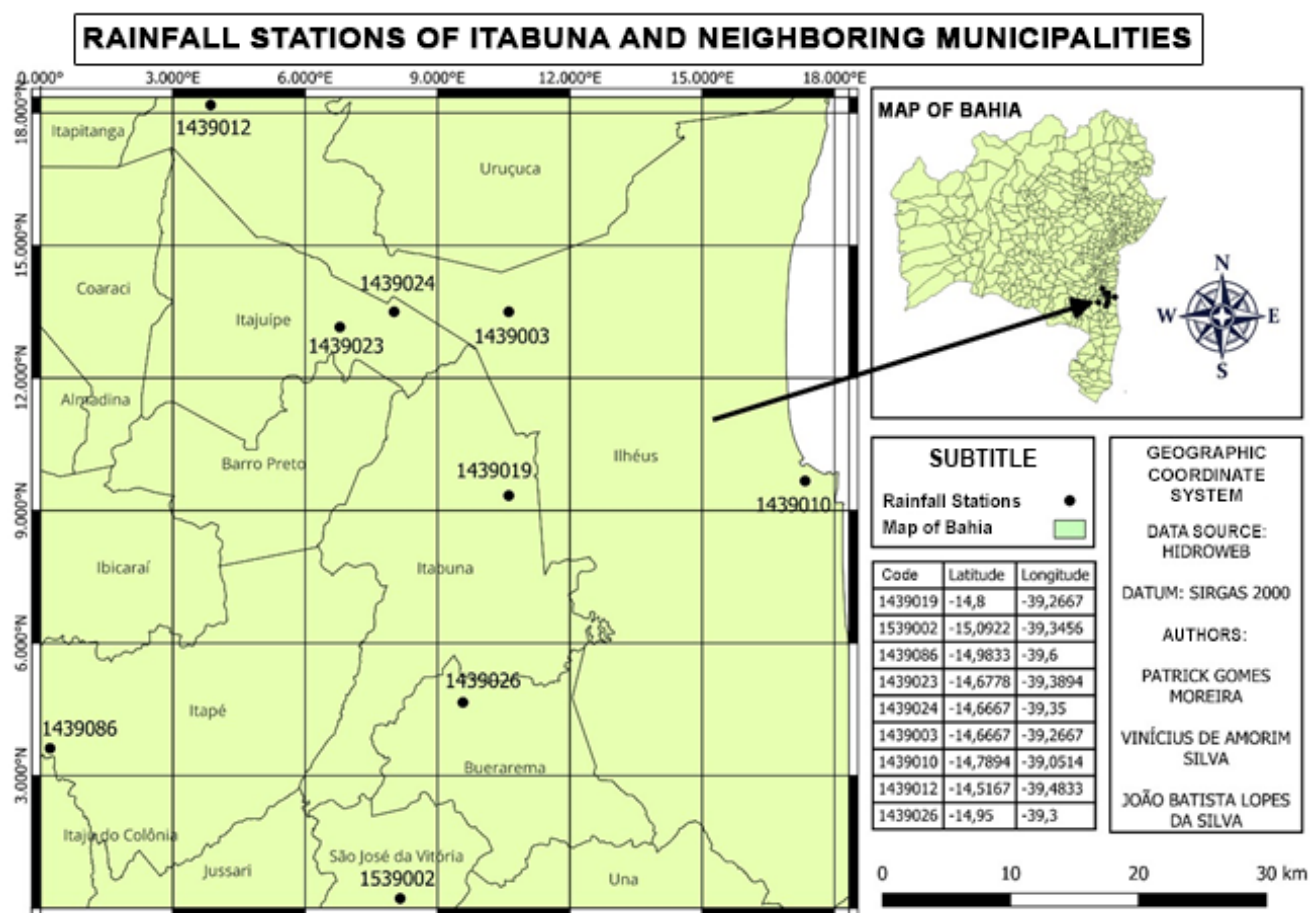 RAINFALL STATIONS OF ITABUNA AND NEIGHBORING MUNICIPALITIES
0.000°E 3.000°E 6.000°E 9.000°E 12.000°E 15.000°E 18.000°E
18.000°N
15.000°N
12.000°N
9.000°N
6.000°N
3.000°N
1439012
Itapitanga
Uruçuca
Coaraci
1439024
Itajuípe
1439023
1439003
Almadina
Barro Preto
1439019
Ilhéus
1439010
Ibicaraí
Itabuna
1439026
Itapé
1439086
Buerarema
Itaju do Colônia
São José da Vitória
Jussari
1539002
Una
MAP OF BAHIA
N
W E
S
SUBTITLE
Rainfall Stations
Map of Bahia
Code Latitude Longitude
1439019 -14,8 -39,2667
1539002 -15,0922 -39,3456
1439086 -14,9833 -39,6
1439023 -14,6778 -39,3894
1439024 -14,6667 -39,35
1439003 -14,6667 -39,2667
1439010 -14,7894 -39,0514
1439012 -14,5167 -39,4833
1439026 -14,95 -39,3
GEOGRAPHIC
COORDINATE
SYSTEM
DATA SOURCE:
HIDROWEB
DATUM: SIRGAS 2000
AUTHORS:
PATRICK GOMES
MOREIRA
VINÍCIUS DE AMORIM
SILVA
JOÃO BATISTA LOPES
DA SILVA
0 10 20 30 km